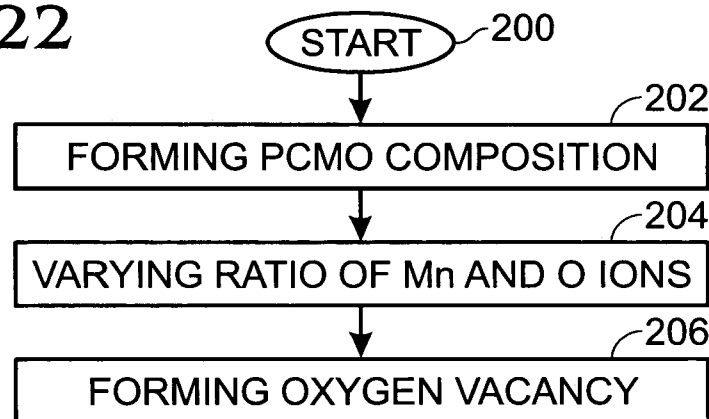 22
START
200
202
FORMING PCMO COMPOSITION
204
VARYING RATIO OF Mn AND O IONS
206
FORMING OXYGEN VACANCY